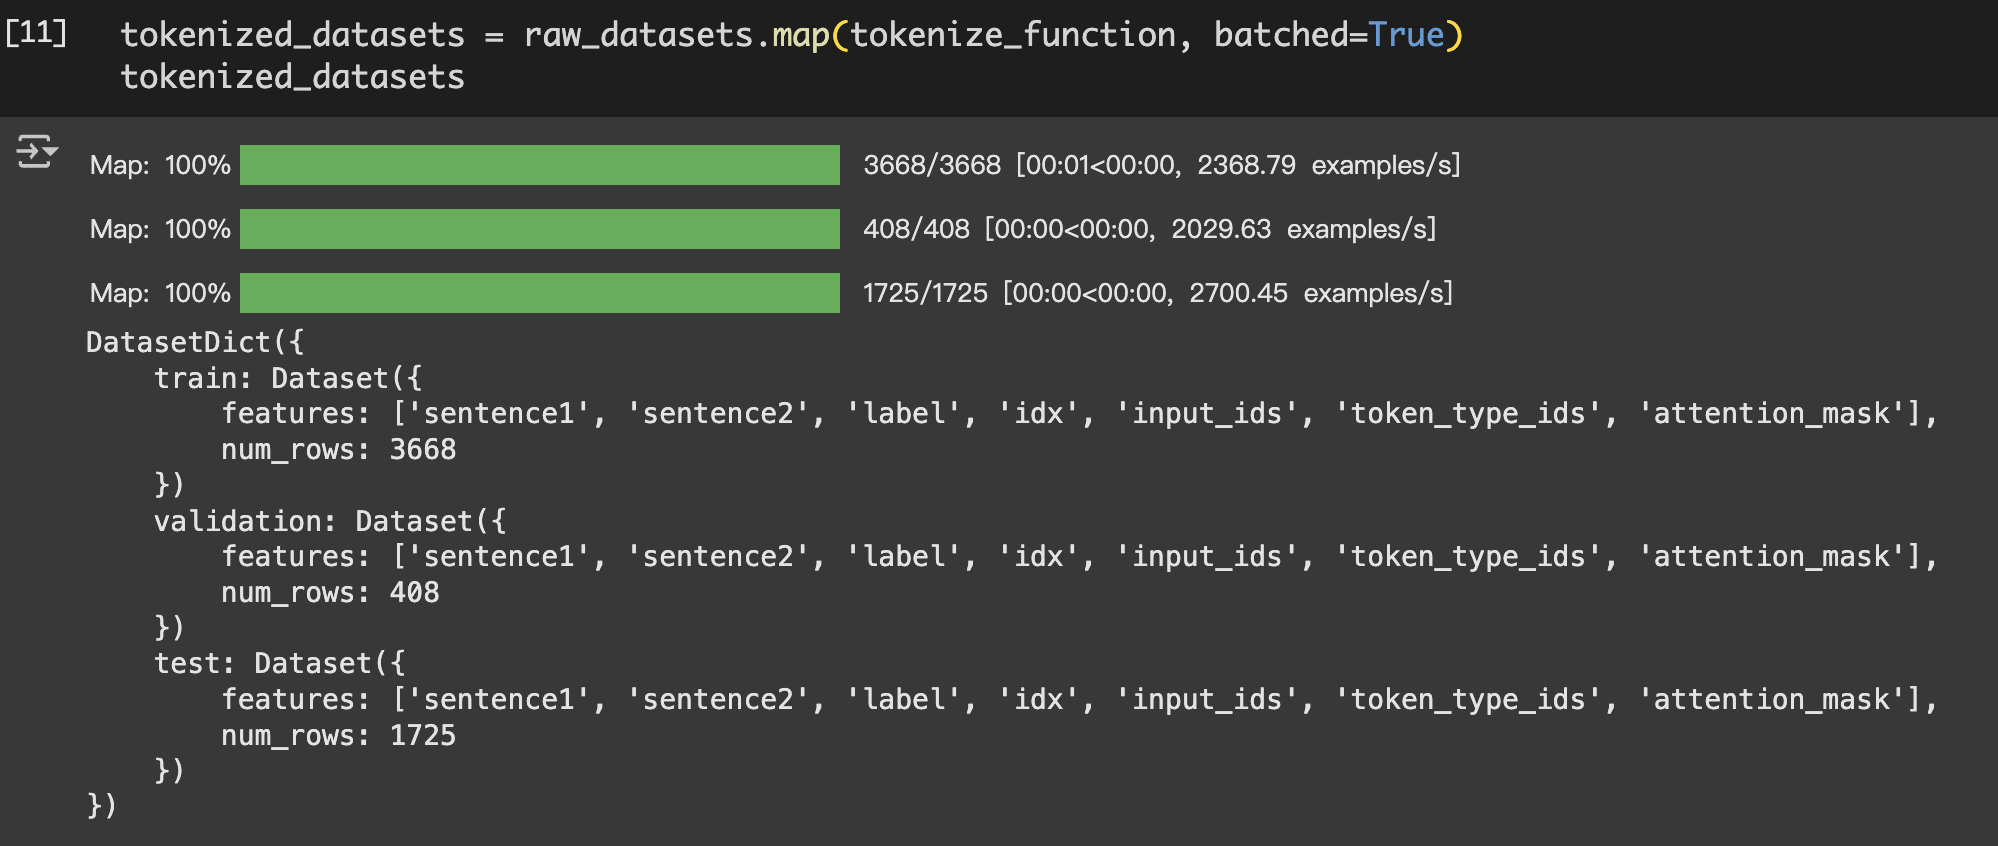 [11] tokenized_datasets = raw_datasets.map(tokenize_function, batched=True)
tokenized_datasets
Map: 100% 3668/3668 [00:01<00:00, 2368.79 examples/s]
Map: 100% 408/408 [00:00<00:00, 2029.63 examples/s]
Map: 100% 1725/1725 [00:00<00:00, 2700.45 examples/s]
DatasetDict({
    train: Dataset({
        features: ['sentence1', 'sentence2', 'label', 'idx', 'input_ids', 'token_type_ids', 'attention_mask'],
        num_rows: 3668
    })
    validation: Dataset({
        features: ['sentence1', 'sentence2', 'label', 'idx', 'input_ids', 'token_type_ids', 'attention_mask'],
        num_rows: 408
    })
    test: Dataset({
        features: ['sentence1', 'sentence2', 'label', 'idx', 'input_ids', 'token_type_ids', 'attention_mask'],
        num_rows: 1725
    })
})